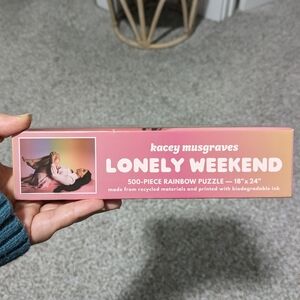 kacey musgraves
LONELY WEEKEND
500-PIECE RAINBOW PUZZLE — 18"x 24"
made from recycled materials and printed with biodegradable ink